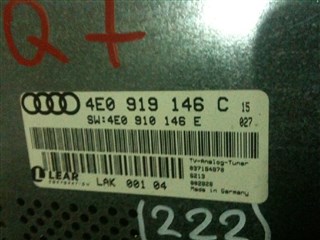 Q7
4E0 919 146 C 15
SW:4E0 910 146 E 027
TV-Analog-Tuner
LEAR
LAK 001 04
Made in Germany
(222)